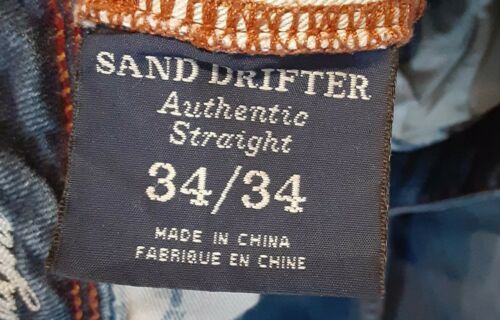 SAND DRIFTER
Authentic
Straight
34/34
MADE IN CHINA
FABRIQUE EN CHINE